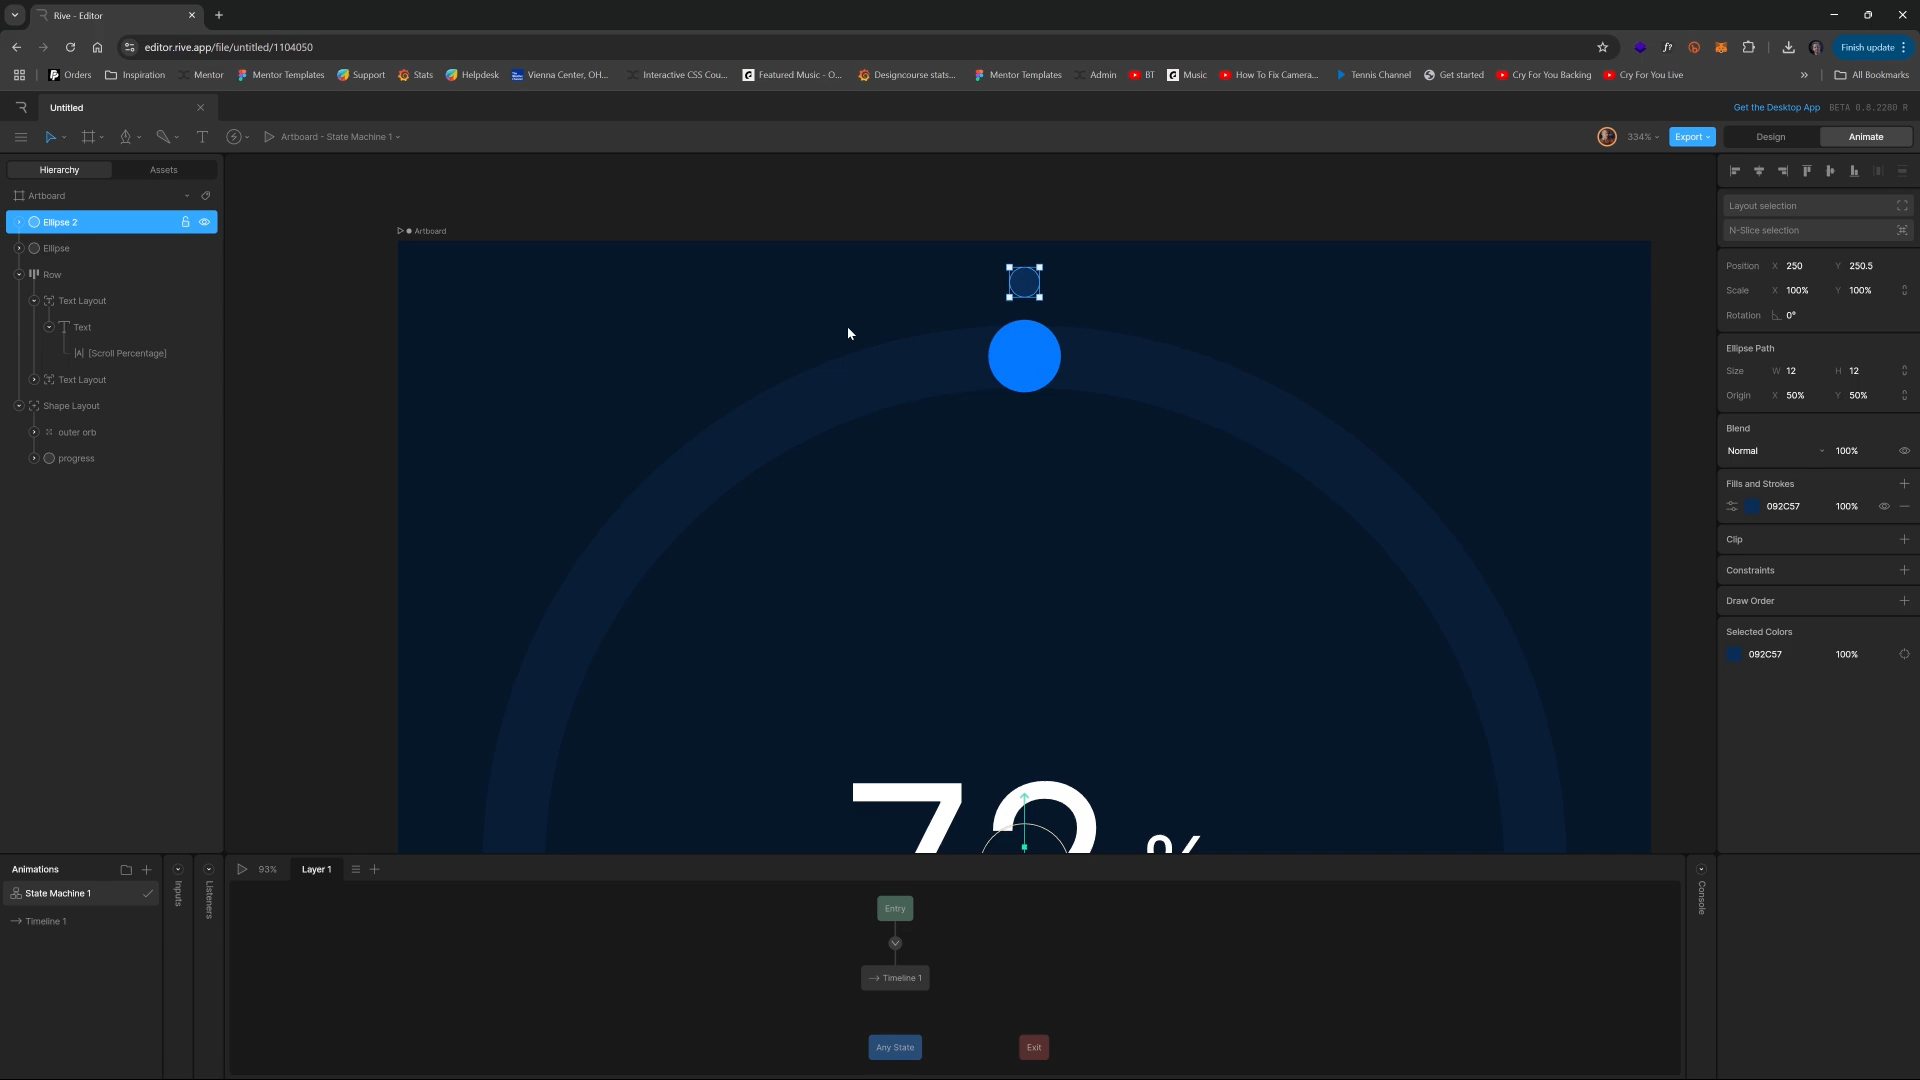 Rive - Editor
editor.rive.app/file/untitled/1104050
Finish update
Orders
Inspiration
Mentor
Mentor Templates
Support
Stats
Helpdesk
Vienna Center, OH...
Interactive CSS Cou...
Featured Music - O...
Designcourse stats...
Mentor Templates
Admin
BT
Music
How To Fix Camera...
Tennis Channel
Get started
Cry For You Backing
Cry For You Live
All Bookmarks
Untitled
Get the Desktop App
BETA 0.8.2280 R
Artboard - State Machine 1
334%
Export
Design
Animate
Hierarchy
Assets
Artboard
Ellipse 2
Ellipse
Row
Text Layout
Text
[Scroll Percentage]
Text Layout
Shape Layout
outer orb
progress
Artboard
72 %
Layout selection
N-Slice selection
Position X 250 Y 250.5
Scale X 100% Y 100%
Rotation 0°
Ellipse Path
Size W 12 H 12
Origin X 50% Y 50%
Blend
Normal 100%
Fills and Strokes
092C57 100%
Clip
Constraints
Draw Order
Selected Colors
092C57 100%
Animations
State Machine 1
Timeline 1
Inputs
Listeners
93%
Layer 1
Entry
Timeline 1
Any State
Exit
Console